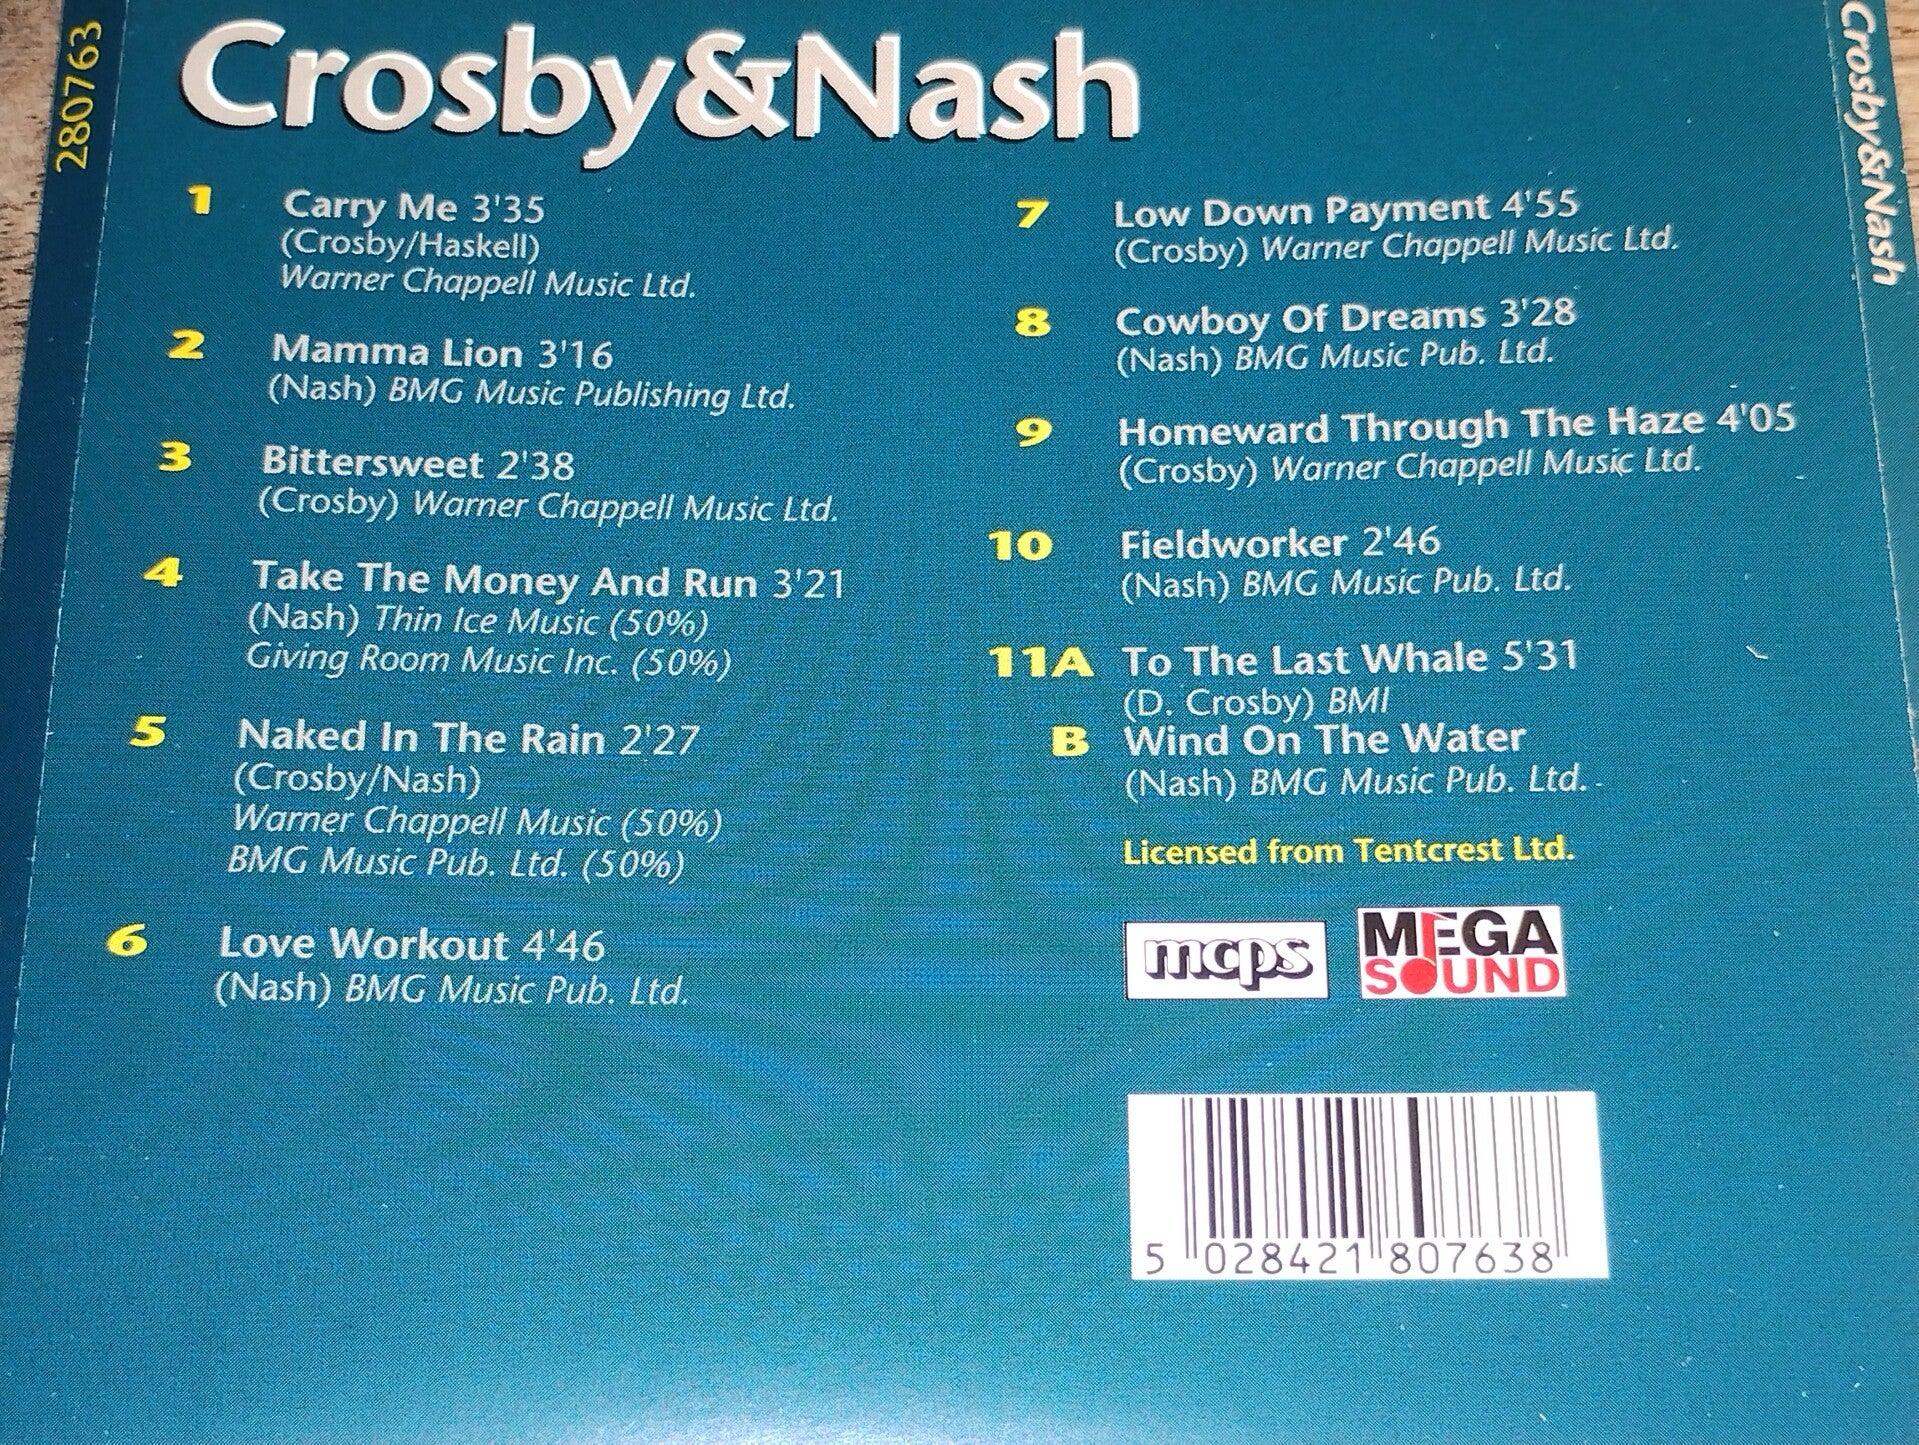 280763
Crosby&Nash
1 Carry Me 3'35
(Crosby/Haskell)
Warner Chappell Music Ltd.
2 Mamma Lion 3'16
(Nash) BMG Music Publishing Ltd.
3 Bittersweet 2'38
(Crosby) Warner Chappell Music Ltd.
4 Take The Money And Run 3'21
(Nash) Thin Ice Music (50%)
Giving Room Music Inc. (50%)
5 Naked In The Rain 2'27
(Crosby/Nash)
Warner Chappell Music (50%)
BMG Music Pub. Ltd. (50%)
6 Love Workout 4'46
(Nash) BMG Music Pub. Ltd.
7 Low Down Payment 4'55
(Crosby) Warner Chappell Music Ltd.
8 Cowboy Of Dreams 3'28
(Nash) BMG Music Pub. Ltd.
9 Homeward Through The Haze 4'05
(Crosby) Warner Chappell Music Ltd.
10 Fieldworker 2'46
(Nash) BMG Music Pub. Ltd.
11A To The Last Whale 5'31
(D. Crosby) BMI
B Wind On The Water
(Nash) BMG Music Pub. Ltd.
Licensed from Tentcrest Ltd.
mcps
MEGA
SOUND
5 028421 807638
Crosby&Nash